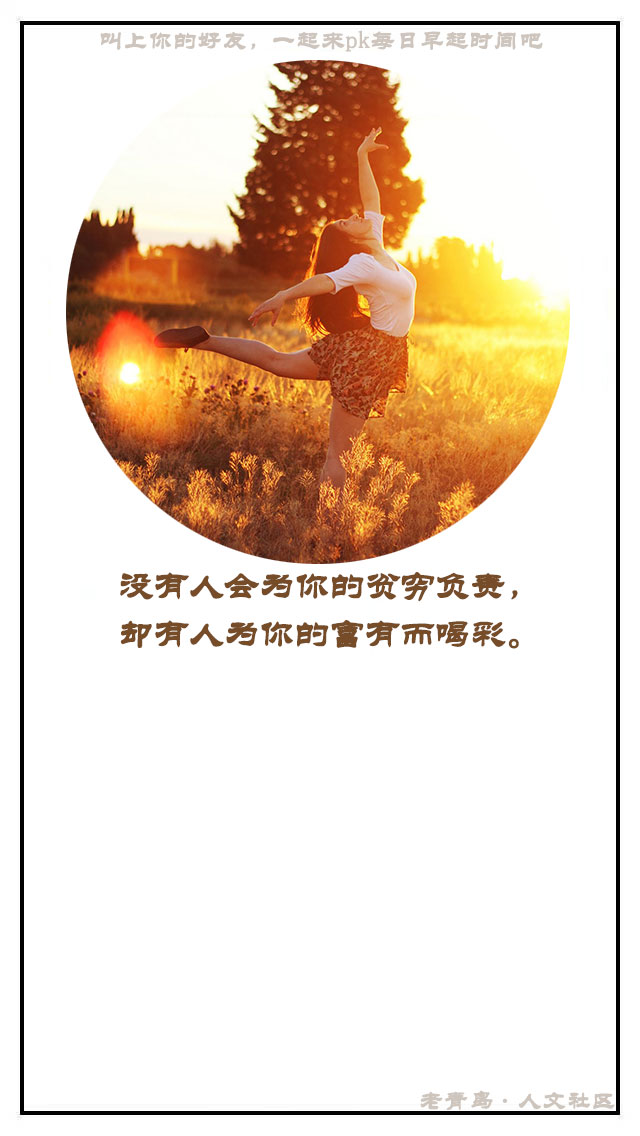 叫上你的好友，一起来pk每日早起时间吧
没有人会为你的贫穷负责，
却有人为你的富有而喝彩。
老青岛·人文社区